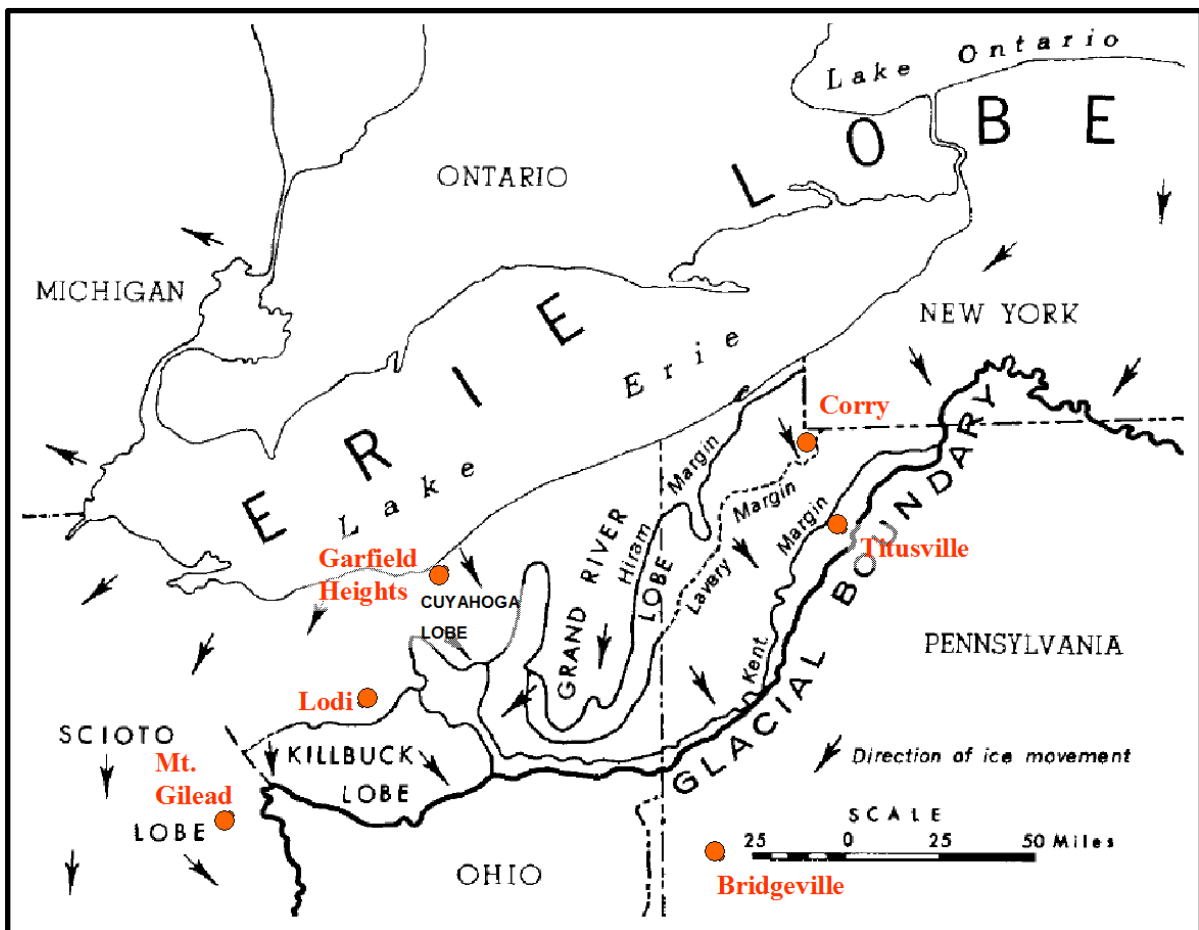 Lake Ontario
ERIE LOBE
ONTARIO
MICHIGAN
NEW YORK
Lake Erie
Corry
Margin
Hiram
Margin
Lavery
Margin
Kent.
Titusville
GLACIAL BOUNDARY
Garfield
Heights
CUYAHOGA
LOBE
GRAND RIVER
LOBE
PENNSYLVANIA
Lodi
SCIOTO
LOBE
Mt.
Gilead
KILLBUCK
LOBE
Direction of ice movement
SCALE
25 0 25 50 Miles
OHIO
Bridgeville